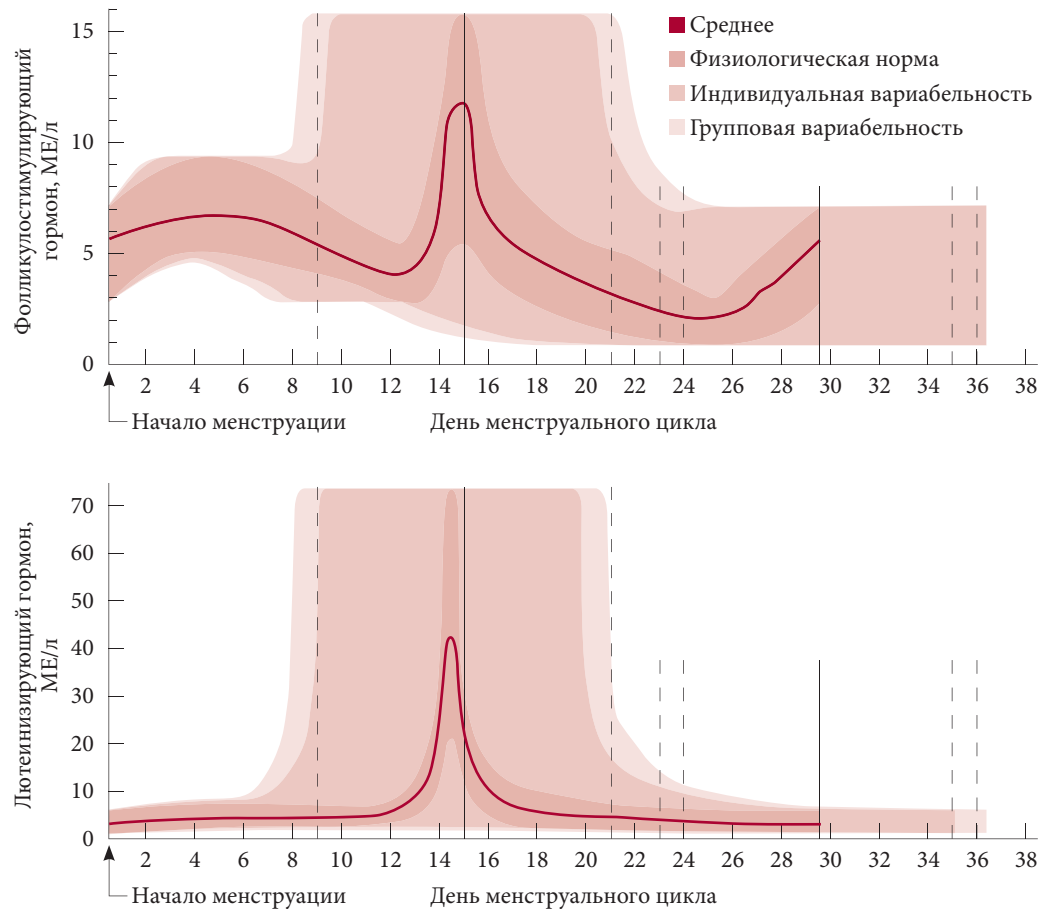 Фолликулостимулирующий
гормон, МЕ/л
15
10
5
0
Среднее
Физиологическая норма
Индивидуальная вариабельность
Групповая вариабельность
2 4 6 8 10 12 14 16 18 20 22 24 26 28 30 32 34 36 38
Начало менструации
День менструального цикла
Лютеинизирующий гормон,
МЕ/л
70
60
50
40
30
20
10
0
2 4 6 8 10 12 14 16 18 20 22 24 26 28 30 32 34 36 38
Начало менструации
День менструального цикла